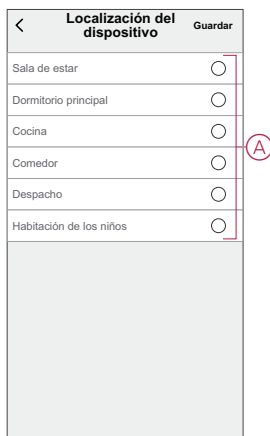 Localización del
dispositivo
Guardar
Sala de estar
Dormitorio principal
Cocina
Comedor
Despacho
Habitación de los niños
A